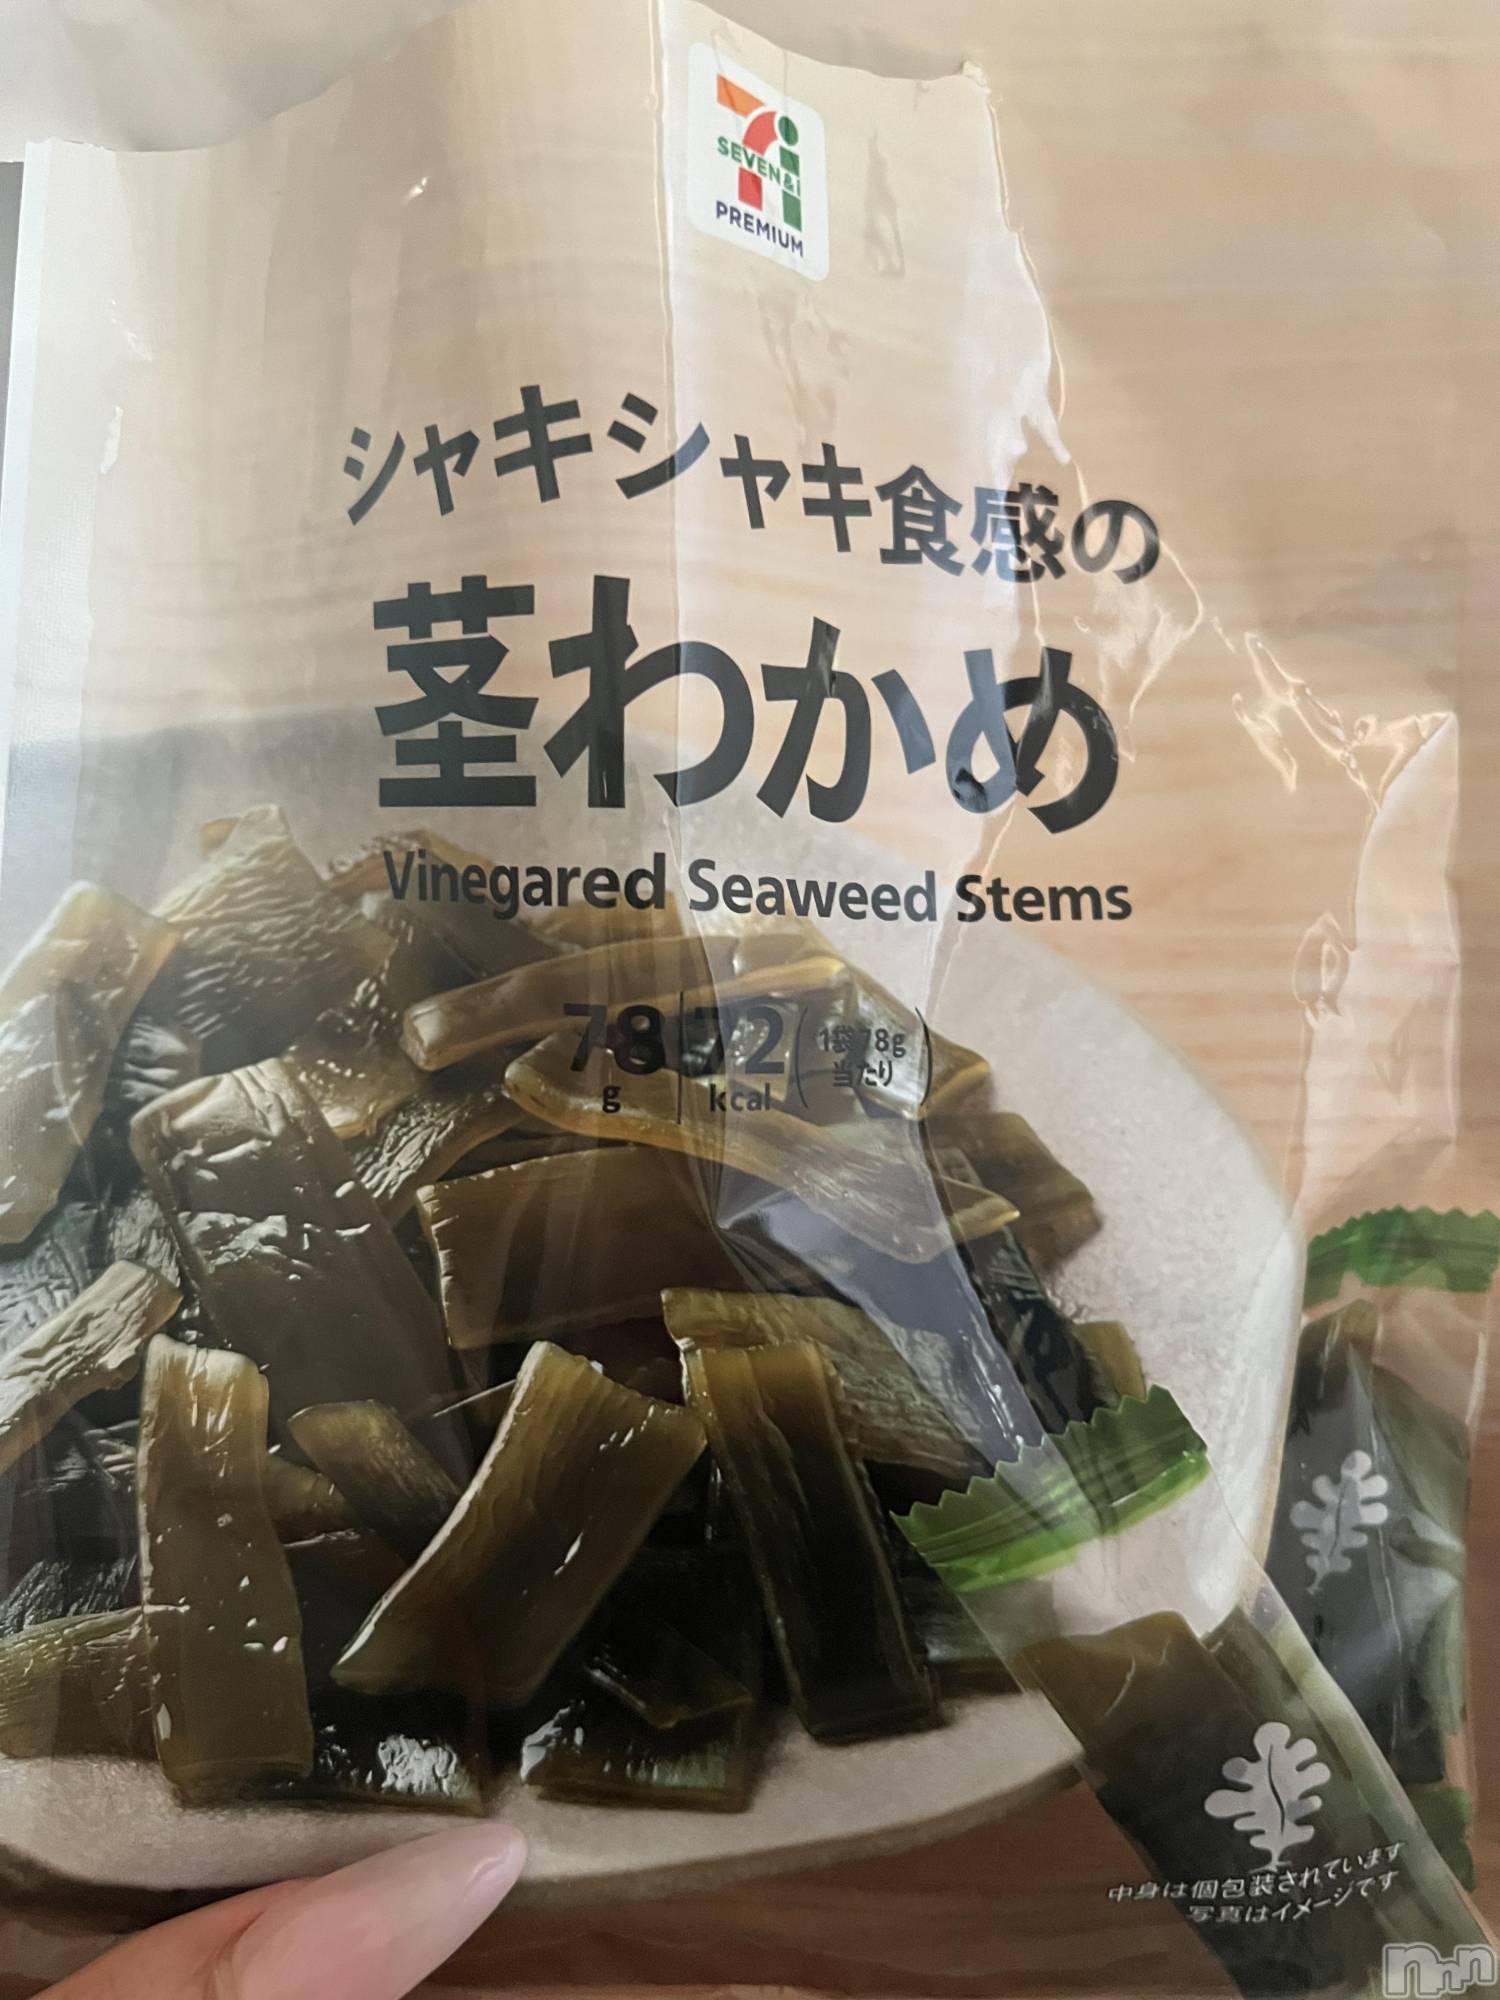 SEVEN&i
PREMIUM
シャキシャキ食感の
茎わかめ
Vinegared Seaweed Stems
78 g 72 kcal (1袋78g当たり)
中身は個包装されています
写真はイメージです